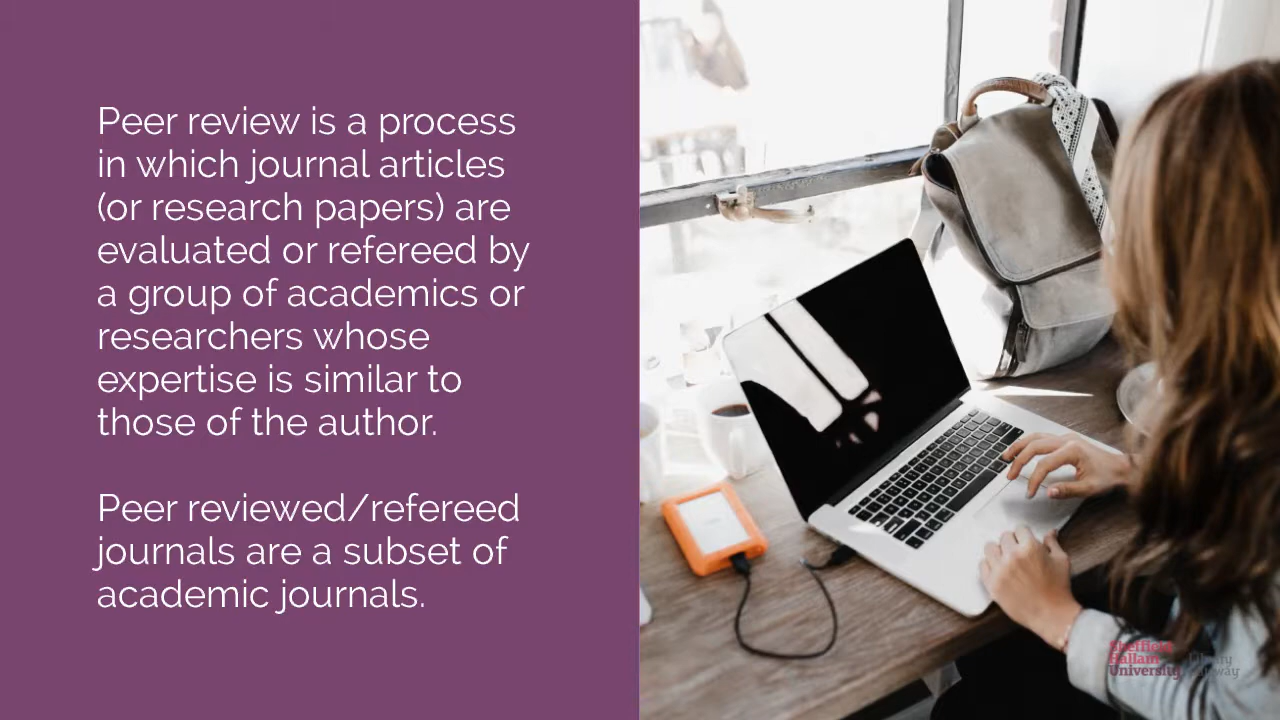 Peer review is a process
in which journal articles
(or research papers) are
evaluated or refereed by
a group of academics or
researchers whose
expertise is similar to
those of the author.
Peer reviewed/refereed
journals are a subset of
academic journals.
Sheffield
Hallam
University
Library